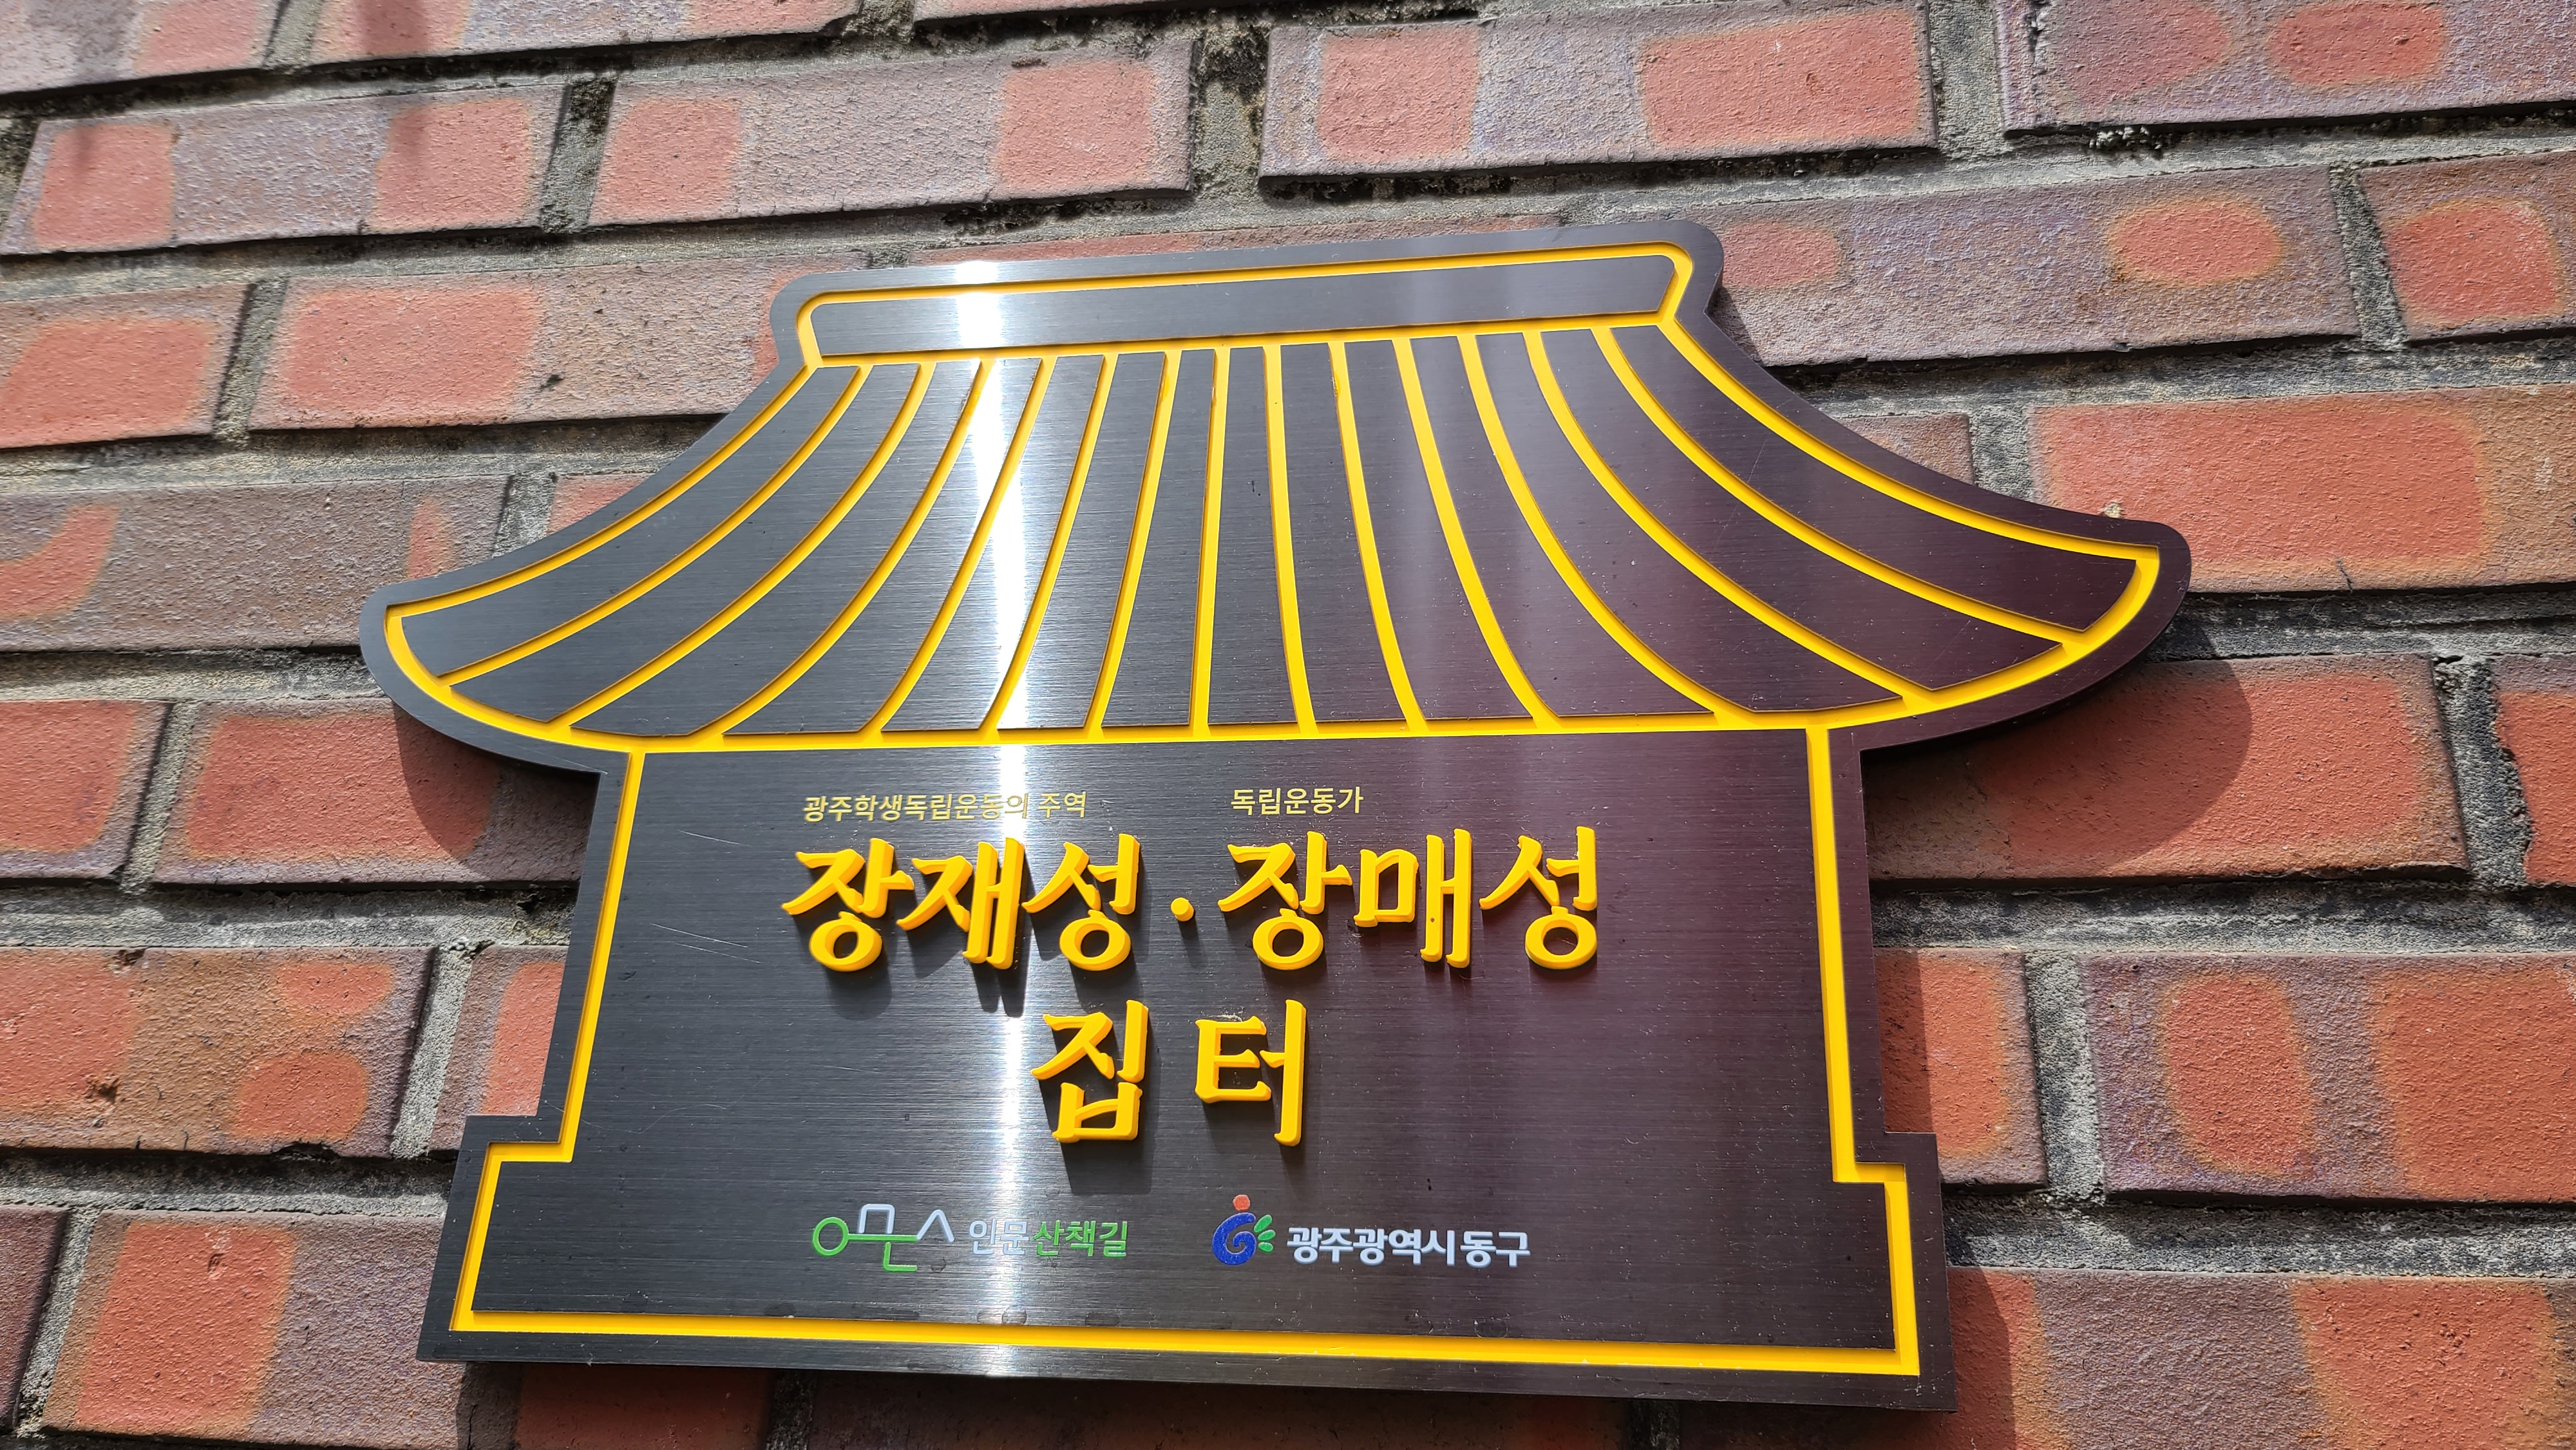 광주학생독립운동의 주역 독립운동가
장재성·장매성
집터
인문산책길 광주광역시 동구